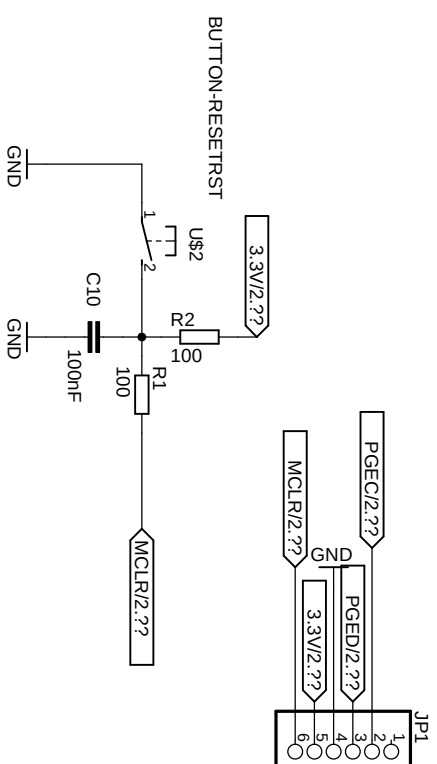 BUTTON-RESETRST
GND
1
U$2
2
3.3V/2.??
C10
100nF
GND
R2
100
R1
100
MCLR/2.??
PGEC/2.??
MCLR/2.??
GND
PGED/2.??
3.3V/2.??
JP1
1
2
3
4
5
6